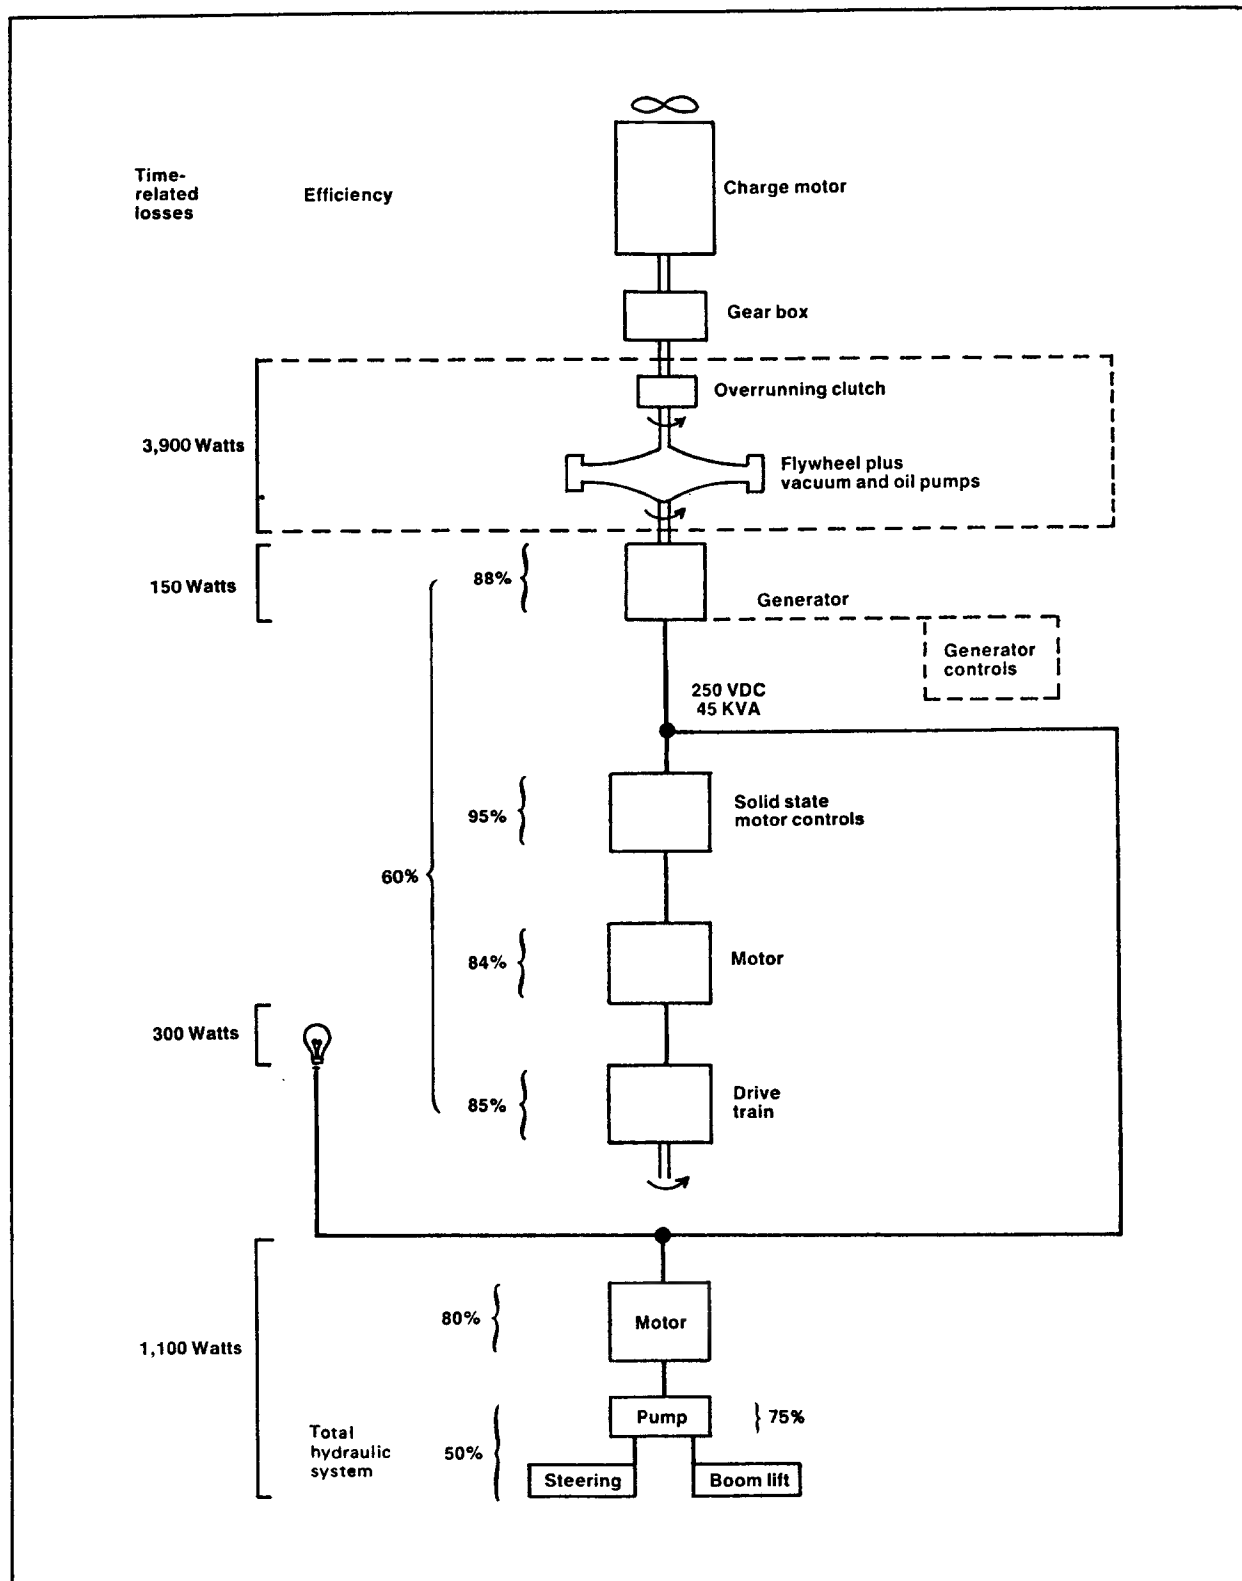 Time-
related
losses
Efficiency
Charge motor
Gear box
Overrunning clutch
3,900 Watts
Flywheel plus
vacuum and oil pumps
150 Watts
88%
Generator
Generator
controls
250 VDC
45 KVA
95%
Solid state
motor controls
60%
84%
Motor
300 Watts
85%
Drive
train
80%
Motor
1,100 Watts
Pump
75%
Total
hydraulic
system
50%
Steering
Boom lift